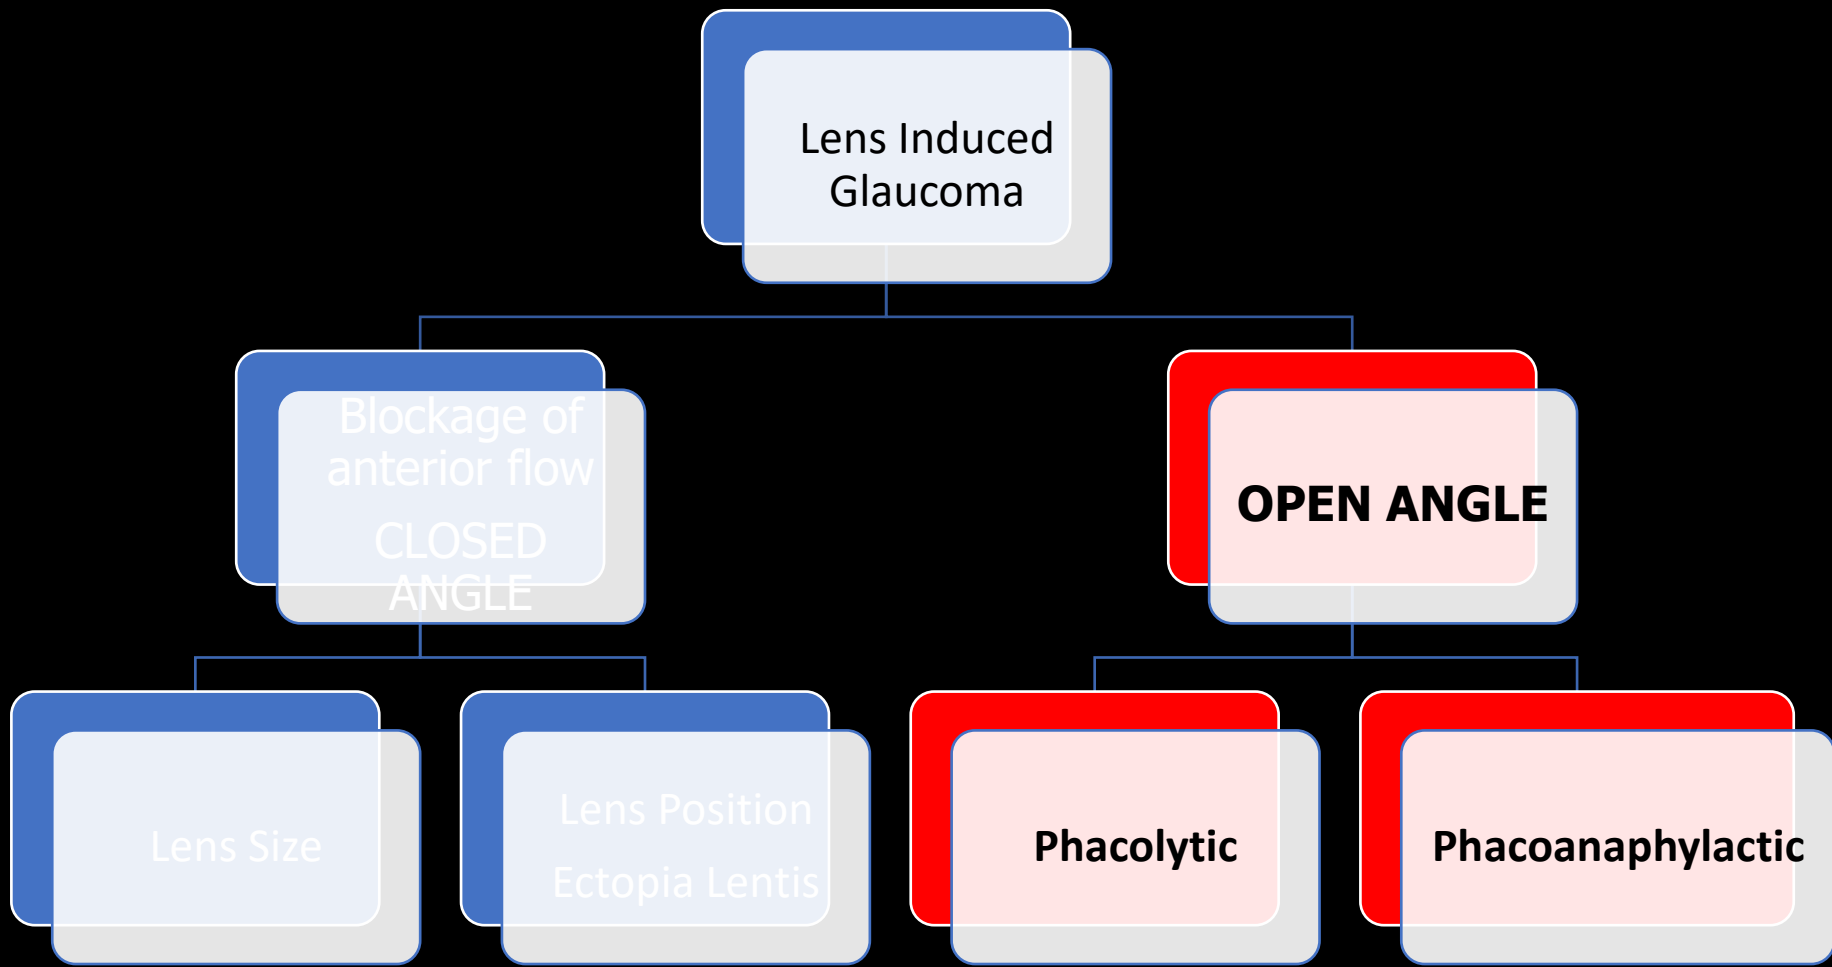 Lens Induced
Glaucoma
Blockage of
anterior flow
CLOSED
ANGLE
OPEN ANGLE
Lens Size
Lens Position
Ectopia Lentis
Phacolytic
Phacoanaphylactic